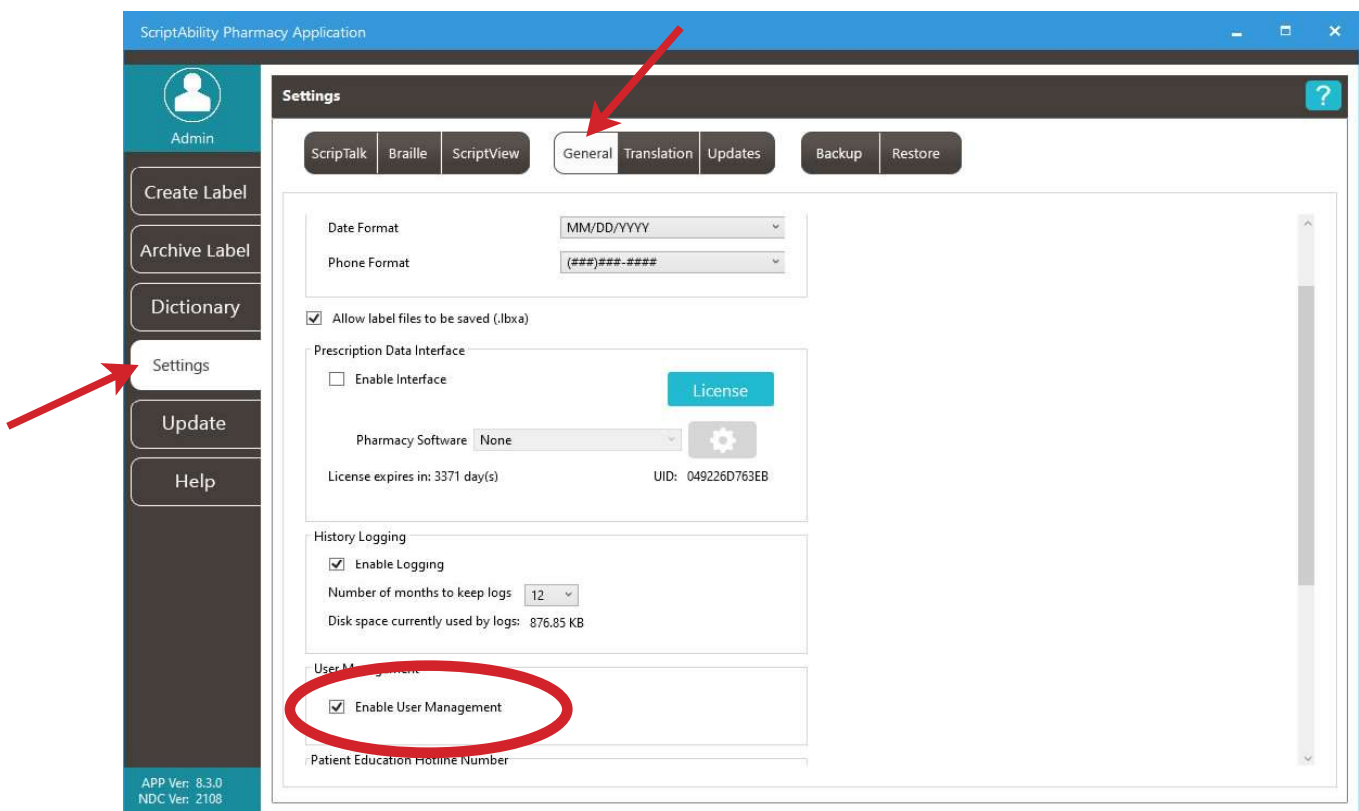 ScriptAbility Pharmacy Application
Admin
Create Label
Archive Label
Dictionary
Settings
Update
Help
APP Ver: 8.3.0
NDC Ver: 2108
Settings
?
ScripTalk Braille ScriptView General Translation Updates Backup Restore
Date Format MM/DD/YYYY
Phone Format (###)###-####
Allow label files to be saved (.lbxa)
Prescription Data Interface
Enable Interface
License
Pharmacy Software None
License expires in: 3371 day(s) UID: 049226D763EB
History Logging
Enable Logging
Number of months to keep logs 12
Disk space currently used by logs: 876.85 KB
User Management
Enable User Management
Patient Education Hotline Number